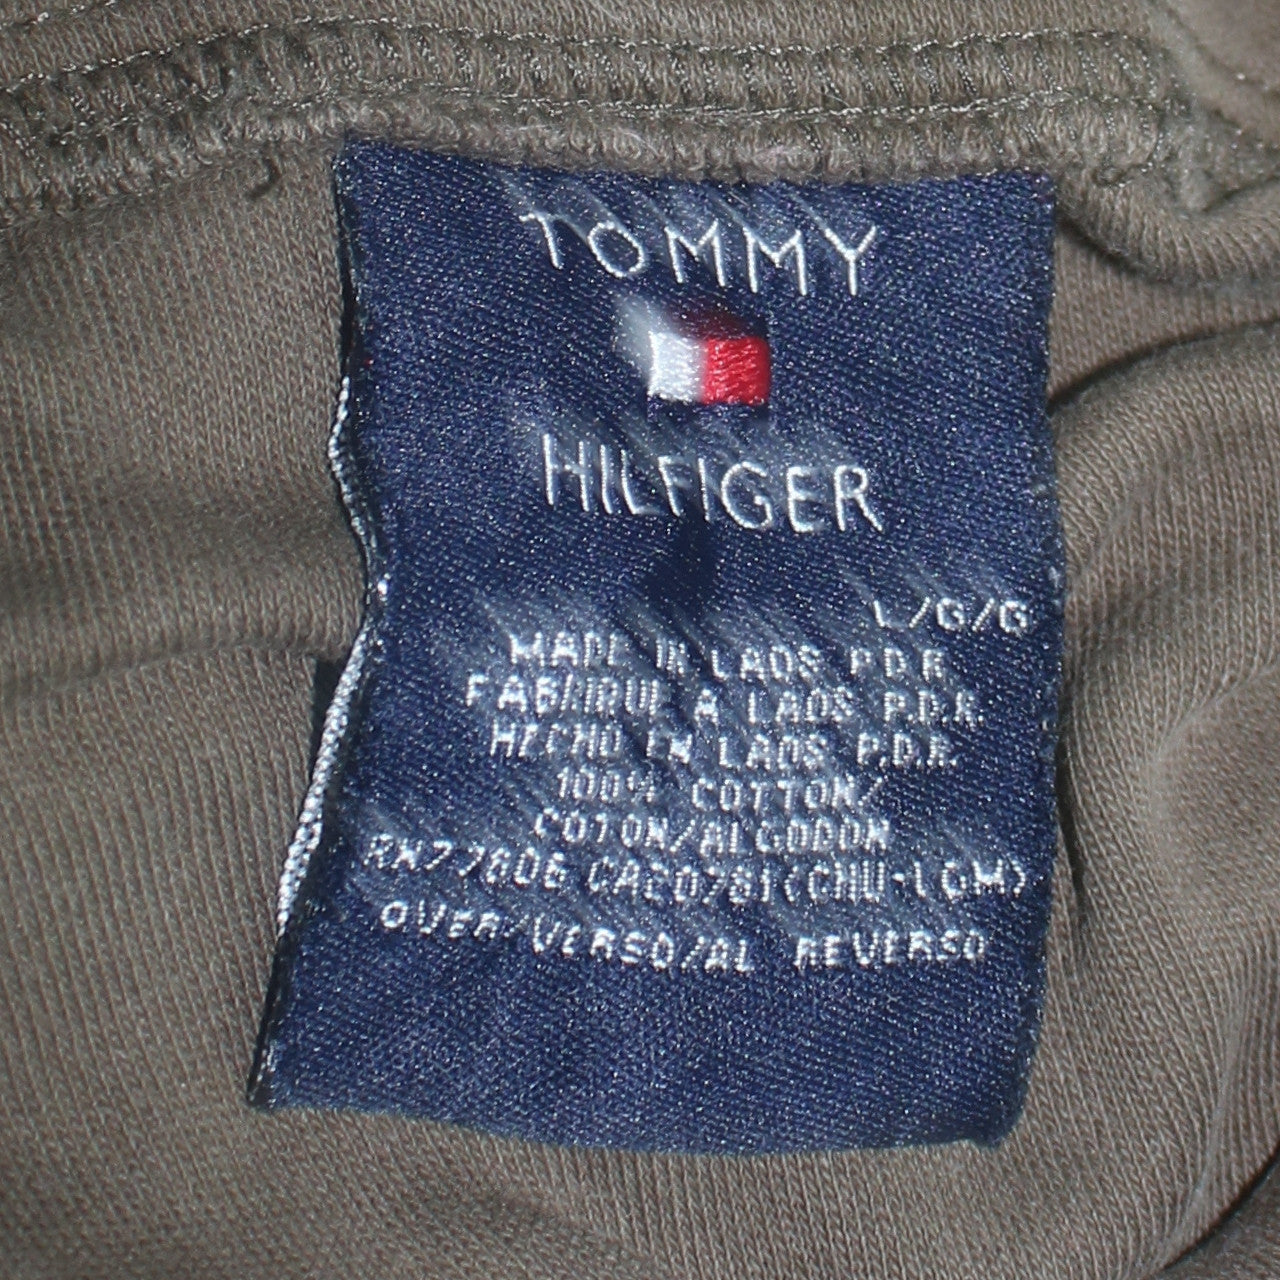 TOMMY
HILFIGER
L/G/G
MADE IN LAOS P.D.R.
FABRIQUE A LAOS P.D.R.
HECHO EN LAOS P.D.R.
100% COTTON/
COTON/ALGODON
RN77606 CA20781(CHU-LGM)
OVER/VERSO/AL REVERSO